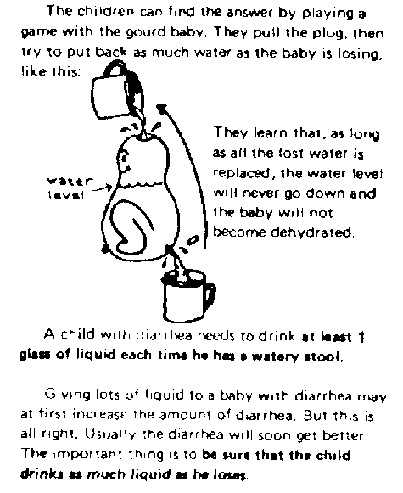 The children can find the answer by playing a
game with the gourd baby. They pull the plug, then
try to put back as much water as the baby is losing,
like this:
They learn that, as long
as all the lost water is
replaced, the water level
will never go down and
the baby will not
become dehydrated.
water
level
A child with diarrhea needs to drink at least 1
glass of liquid each time he has a watery stool.
Giving lots of liquid to a baby with diarrhea may
at first increase the amount of diarrhea. But this is
all right. Usually the diarrhea will soon get better.
The important thing is to be sure that the child
drinks as much liquid as he loses.